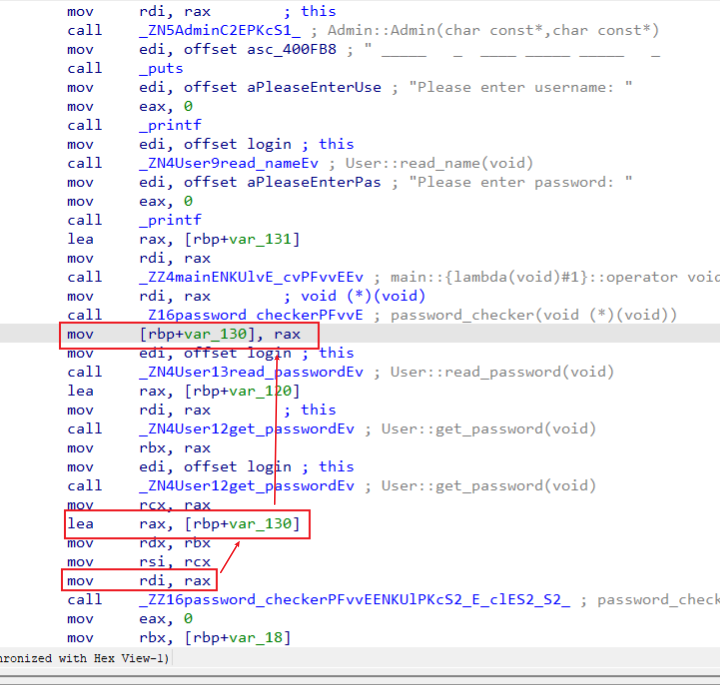 mov rdi, rax ; this
call _ZN5AdminC2EPKcS1_ ; Admin::Admin(char const*,char const*)
mov edi, offset asc_400FB8 ; " _____ _ ____ _____ _____ _
call _puts
mov edi, offset aPleaseEnterUse ; "Please enter username: "
mov eax, 0
call _printf
mov edi, offset login ; this
call _ZN4User9read_nameEv ; User::read_name(void)
mov edi, offset aPleaseEnterPas ; "Please enter password: "
mov eax, 0
call _printf
lea rax, [rbp+var_131]
mov rdi, rax
call _ZZ4mainENKUlvE_cvPFvvEEv ; main::{lambda(void)#1}::operator void
mov rdi, rax ; void (*)(void)
call _Z16password_checkerPFvvE ; password_checker(void (*)(void))
mov [rbp+var_130], rax
mov edi, offset login ; this
call _ZN4User13read_passwordEv ; User::read_password(void)
lea rax, [rbp+var_120]
mov rdi, rax ; this
call _ZN4User12get_passwordEv ; User::get_password(void)
mov rbx, rax
mov edi, offset login ; this
call _ZN4User12get_passwordEv ; User::get_password(void)
mov rcx, rax
lea rax, [rbp+var_130]
mov rdx, rbx
mov rsi, rcx
mov rdi, rax
call _ZZ16password_checkerPFvvEENKUlPKcS2_E_clES2_S2_ ; password_check
mov eax, 0
mov rbx, [rbp+var_18]
hronized with Hex View-1)